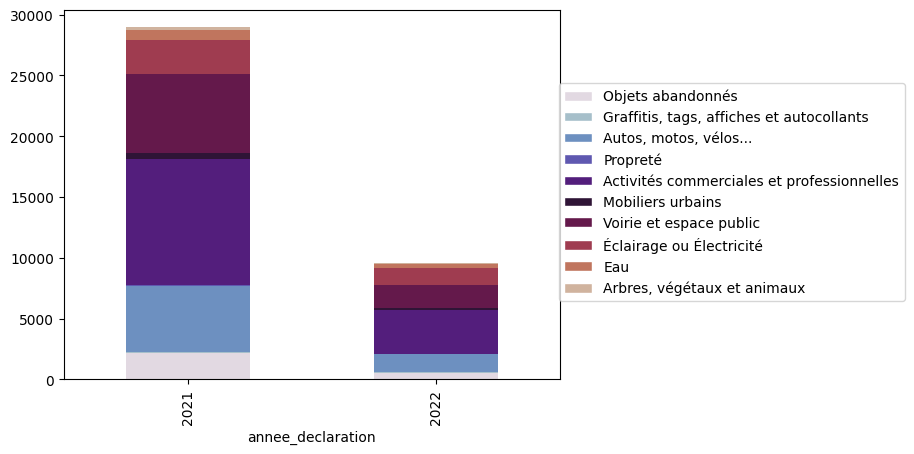 30000
25000
20000
15000
10000
5000
0
2021
2022
annee_declaration
Objets abandonnés
Graffitis, tags, affiches et autocollants
Autos, motos, vélos...
Propreté
Activités commerciales et professionnelles
Mobiliers urbains
Voirie et espace public
Éclairage ou Électricité
Eau
Arbres, végétaux et animaux